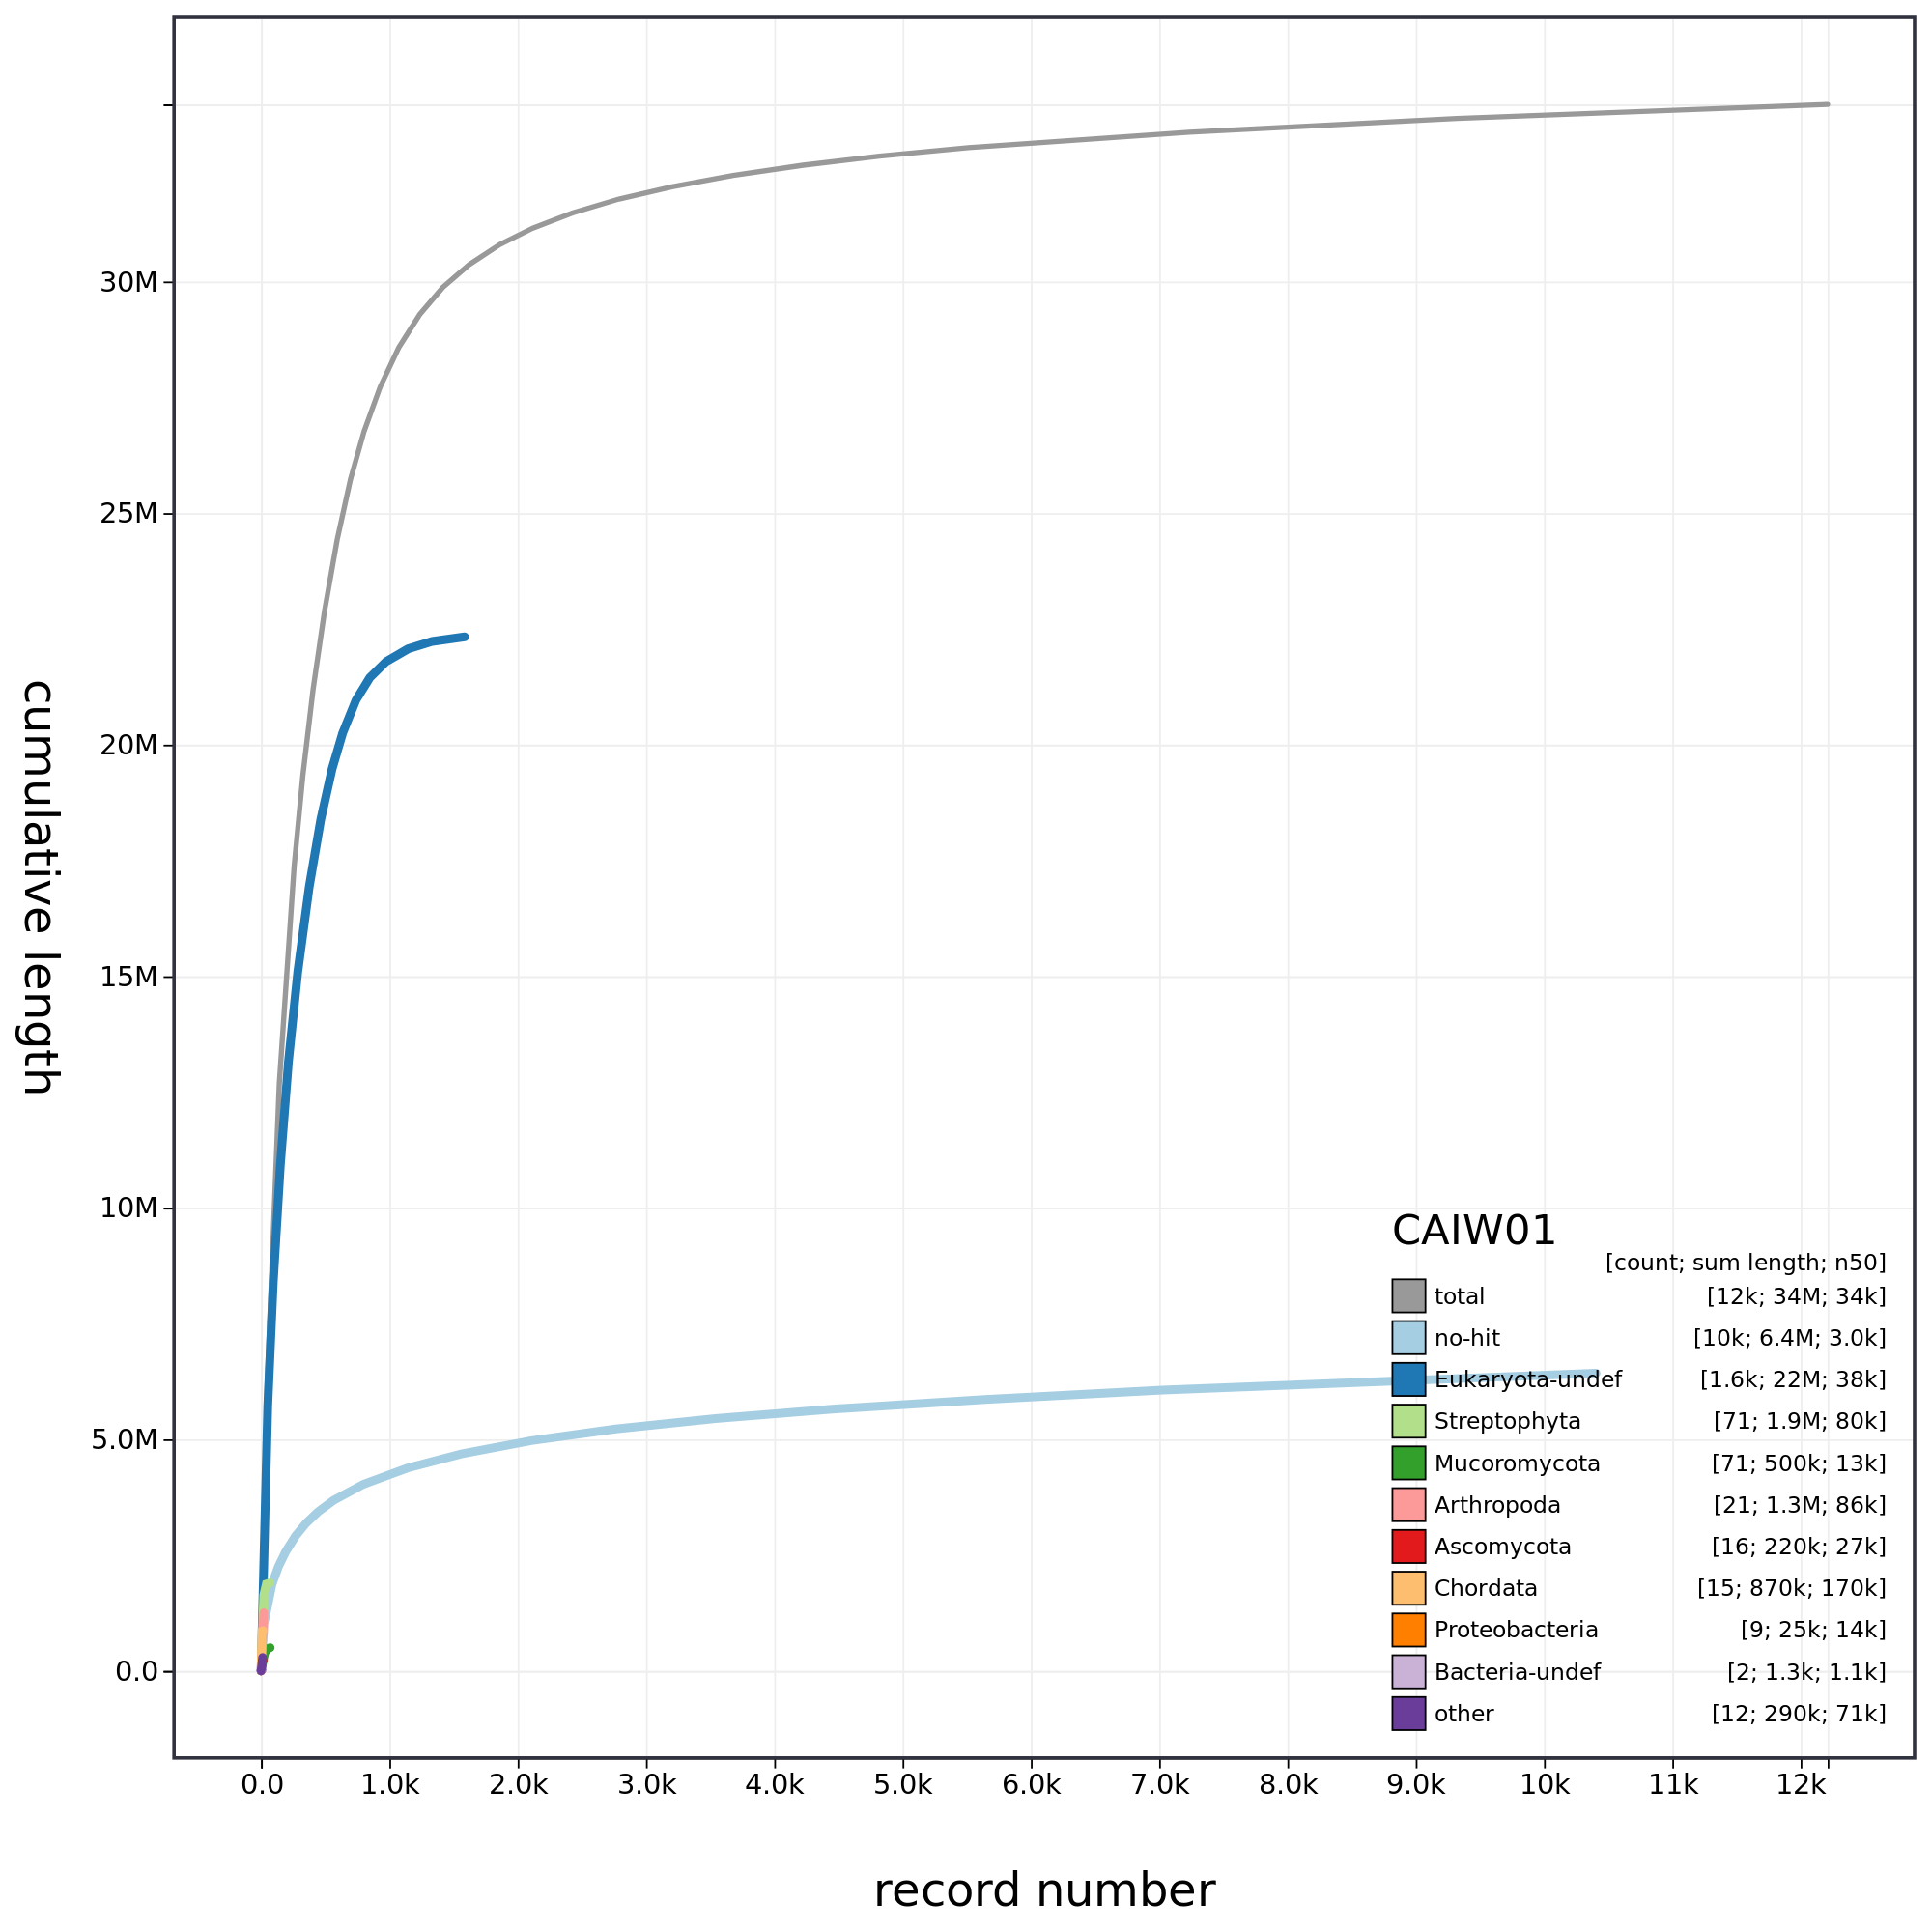 cumulative length
30M
25M
20M
15M
10M
5.0M
0.0
CAIW01
[count; sum length; n50]
total [12k; 34M; 34k]
no-hit [10k; 6.4M; 3.0k]
Eukaryota-undef [1.6k; 22M; 38k]
Streptophyta [71; 1.9M; 80k]
Mucoromycota [71; 500k; 13k]
Arthropoda [21; 1.3M; 86k]
Ascomycota [16; 220k; 27k]
Chordata [15; 870k; 170k]
Proteobacteria [9; 25k; 14k]
Bacteria-undef [2; 1.3k; 1.1k]
other [12; 290k; 71k]
0.0 1.0k 2.0k 3.0k 4.0k 5.0k 6.0k 7.0k 8.0k 9.0k 10k 11k 12k
record number